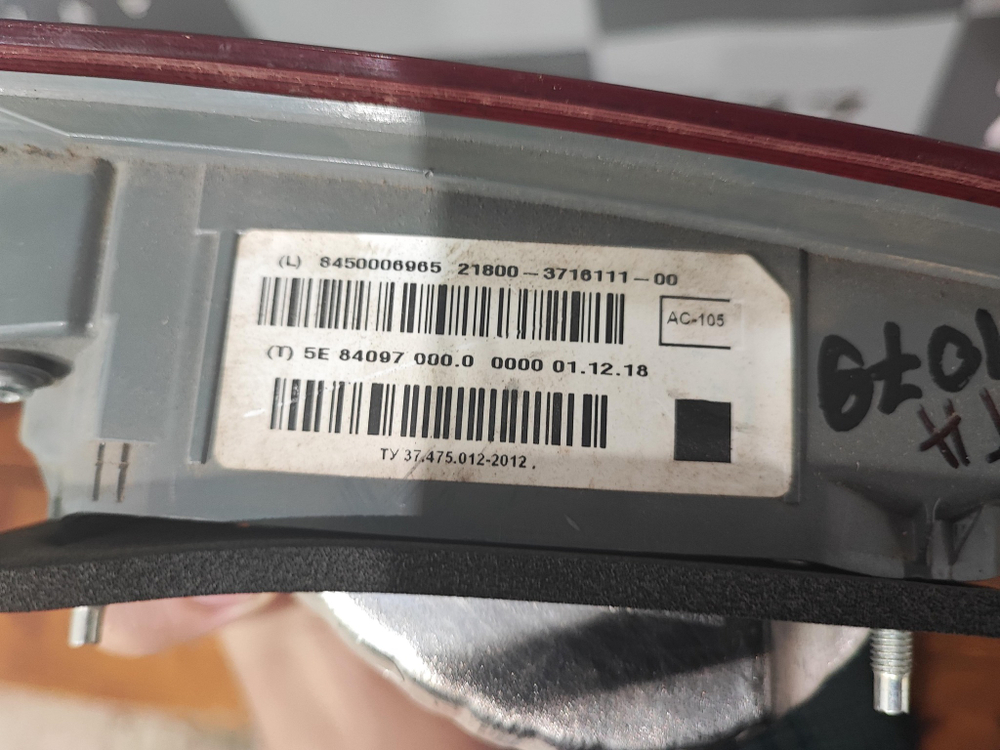 (L) 8450006965 21800-3716111-00
AC-105
(T) 5E 84097 000.0 0000 01.12.18
ТУ 37.475.012-2012.
1079